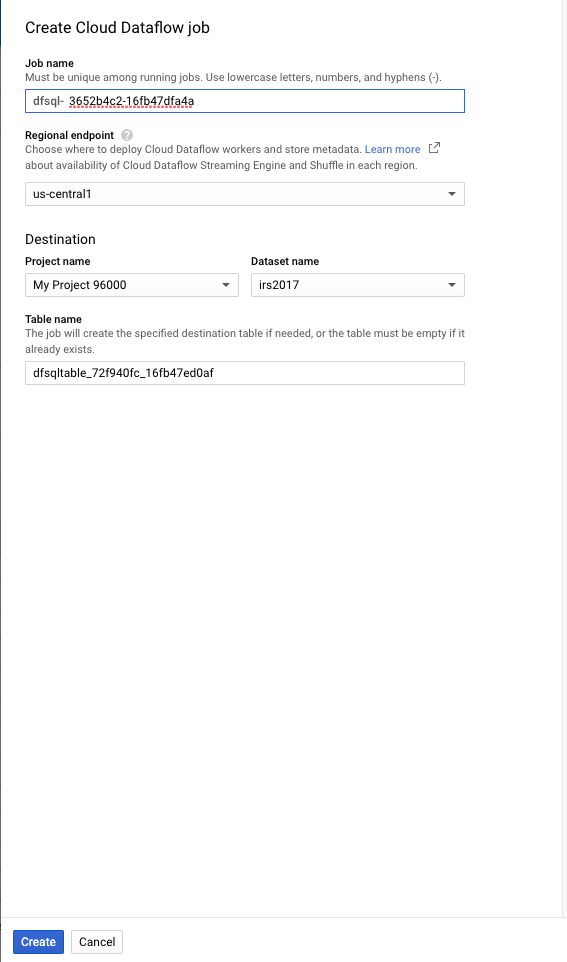 Create Cloud Dataflow job
Job name
Must be unique among running jobs. Use lowercase letters, numbers, and hyphens (-).
dfsql- 3652b4c2-16fb47dfa4a
Regional endpoint ?
Choose where to deploy Cloud Dataflow workers and store metadata. Learn more
about availability of Cloud Dataflow Streaming Engine and Shuffle in each region.
us-central1
Destination
Project name Dataset name
My Project 96000 irs2017
Table name
The job will create the specified destination table if needed, or the table must be empty if it
already exists.
dfsqltable_72f940fc_16fb47ed0af
Create Cancel